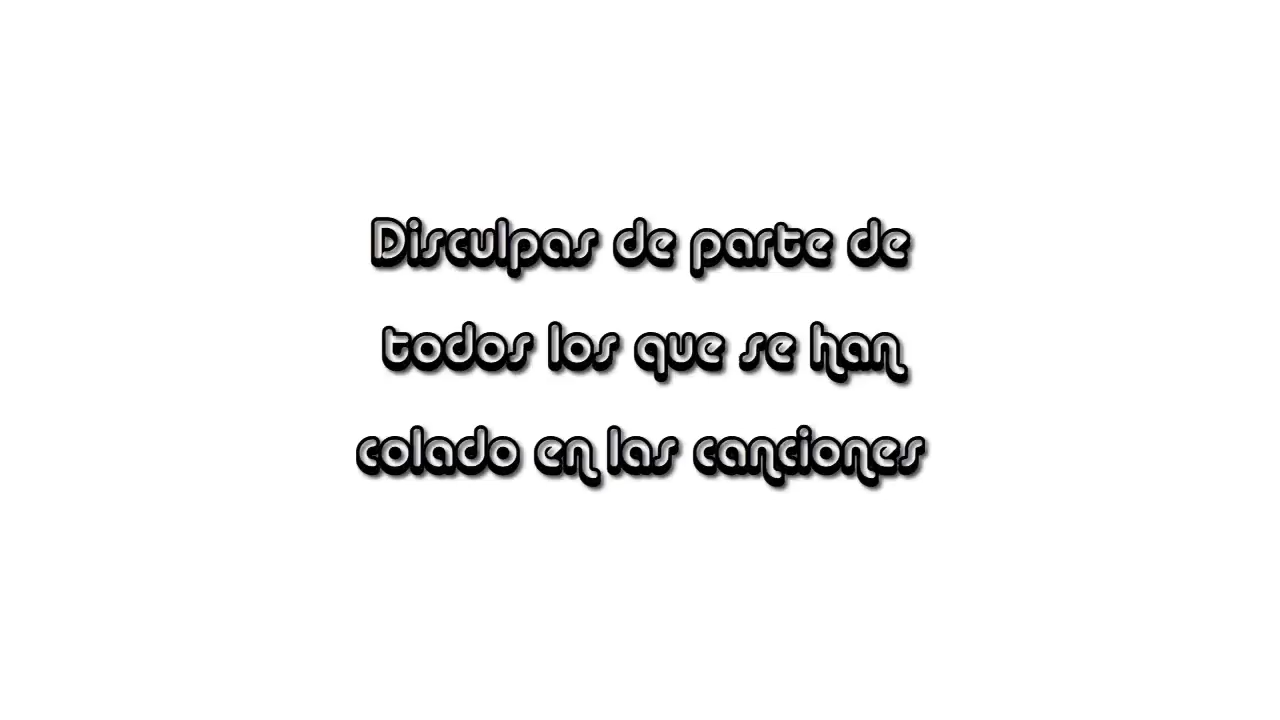 Disculpas de parte de
todos los que se han
colado en las canciones